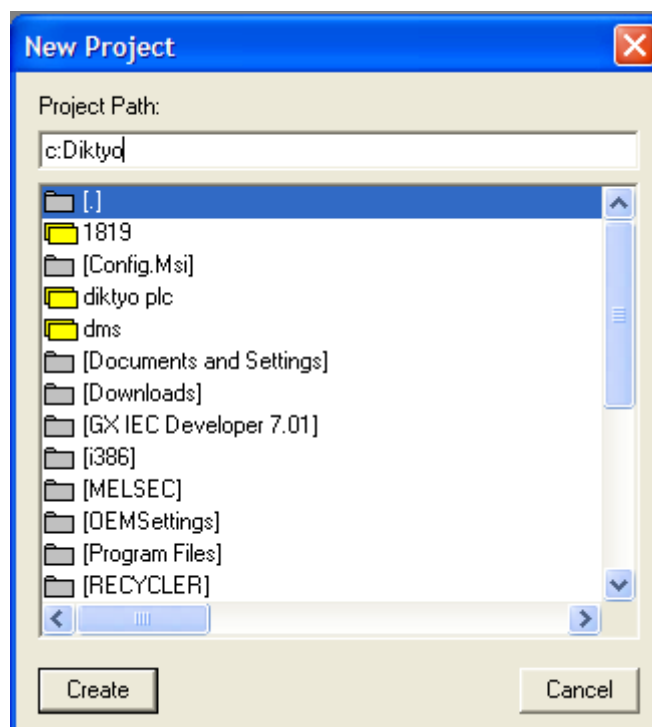 New Project
Project Path:
c:Diktyo
[.]
1819
[Config.Msi]
diktyo plc
dms
[Documents and Settings]
[Downloads]
[GX IEC Developer 7.01]
[i386]
[MELSEC]
[OEMSettings]
[Program Files]
[RECYCLER]
Create Cancel